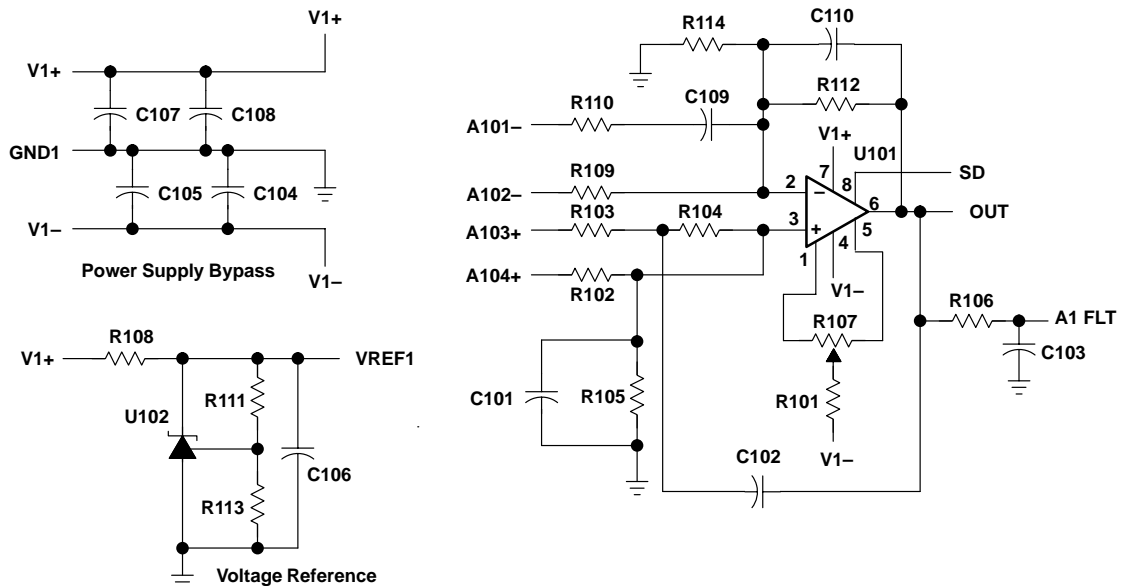 V1+
V1+
C107
C108
GND1
C105
C104
V1–
Power Supply Bypass
V1–
R108
V1+
VREF1
R111
U102
C106
R113
Voltage Reference
C110
R114
R112
R110
C109
A101–
V1+
U101
7
R109
8
SD
A102–
2
–
6
OUT
R103
R104
3
+
5
A103+
4
1
A104+
R102
V1–
R106
A1 FLT
R107
C103
C101
R105
R101
V1–
C102